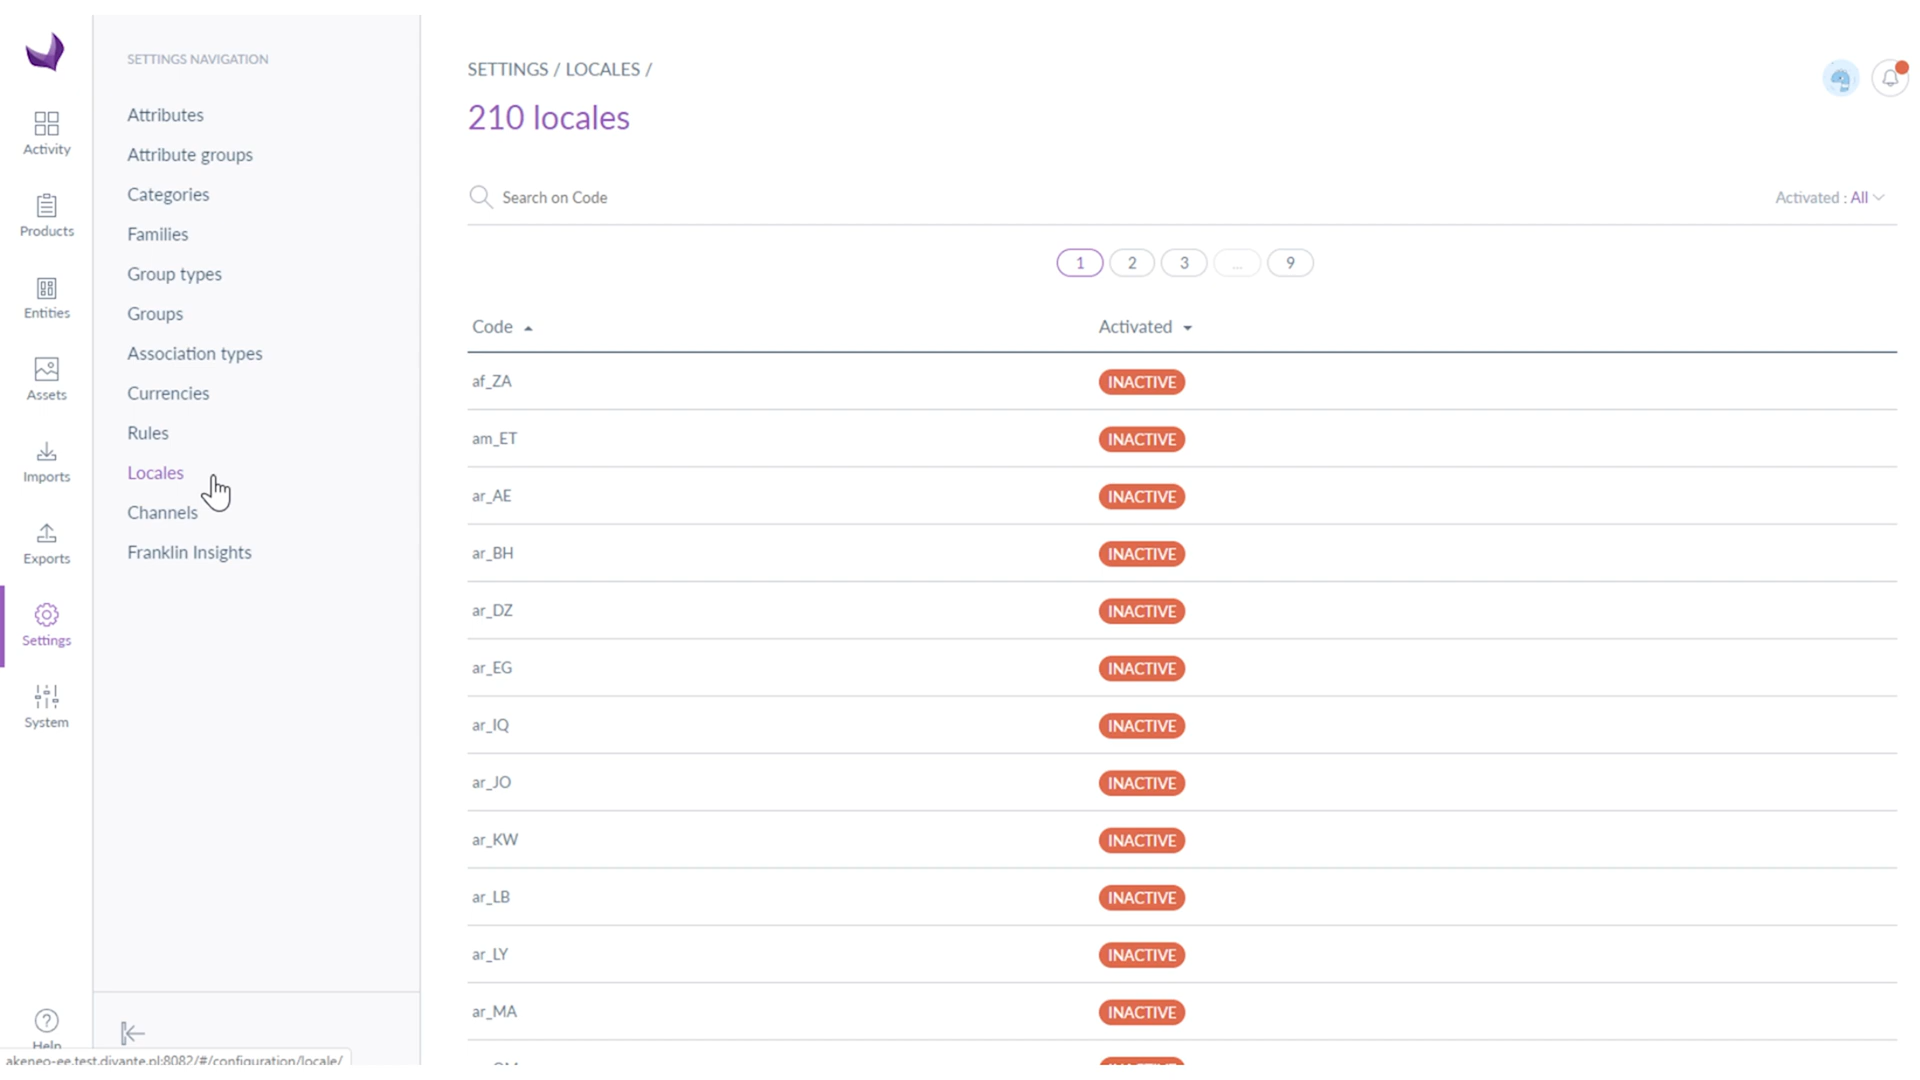 SETTINGS NAVIGATION
Attributes
Attribute groups
Categories
Families
Group types
Groups
Association types
Currencies
Rules
Locales
Channels
Franklin Insights
Activity
Products
Entities
Assets
Imports
Exports
Settings
System
Help
akeneo-ee.test.divante.pl:8082/#/configuration/locale/
SETTINGS / LOCALES /
210 locales
Search on Code
Activated : All
1 2 3 ... 9
Code Activated
af_ZA INACTIVE
am_ET INACTIVE
ar_AE INACTIVE
ar_BH INACTIVE
ar_DZ INACTIVE
ar_EG INACTIVE
ar_IQ INACTIVE
ar_JO INACTIVE
ar_KW INACTIVE
ar_LB INACTIVE
ar_LY INACTIVE
ar_MA INACTIVE